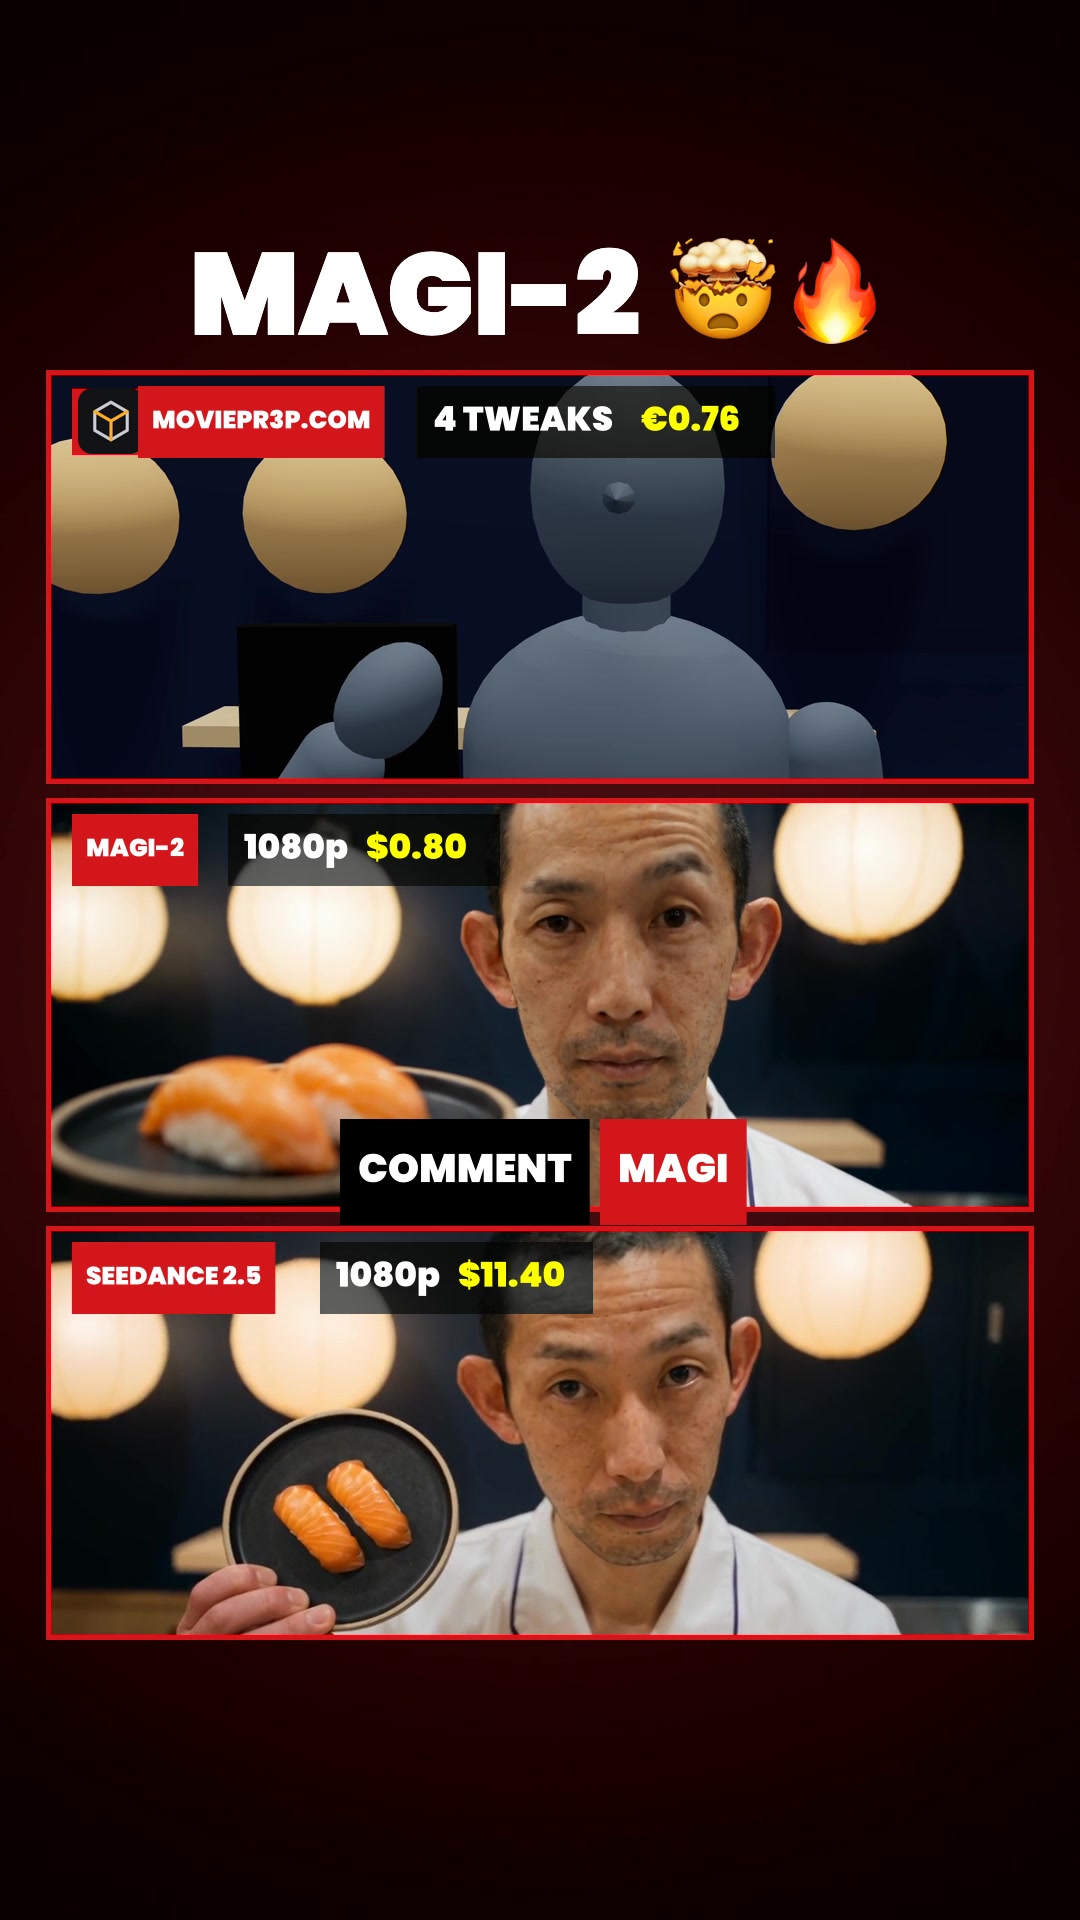 MAGI-2 🤯🔥
MOVIEPR3P.COM
4 TWEAKS €0.76
MAGI-2
1080p $0.80
COMMENT MAGI
SEEDANCE 2.5
1080p $11.40